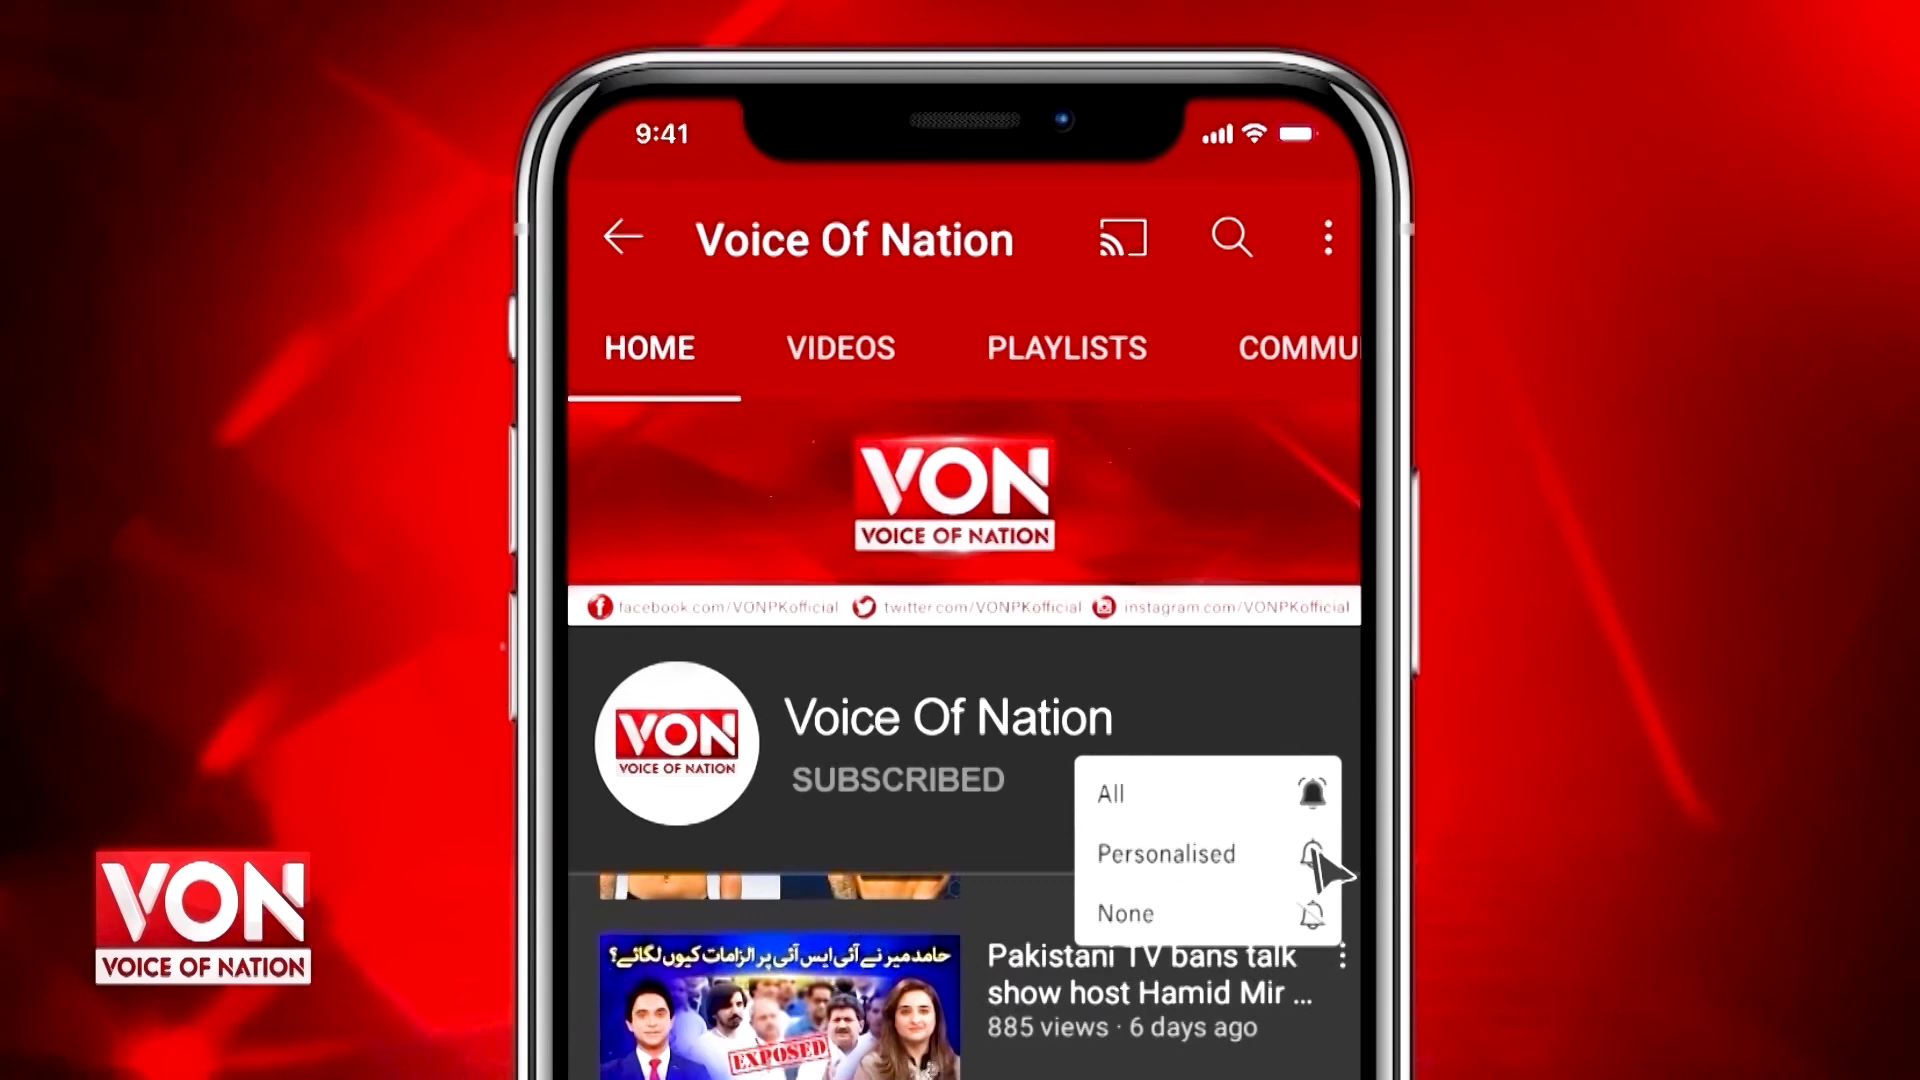 9:41
Voice Of Nation
HOME VIDEOS PLAYLISTS COMMU
VON
VOICE OF NATION
facebook.com/VONPKofficial twitter.com/VONPKofficial instagram.com/VONPKofficial
VON
VOICE OF NATION
Voice Of Nation
SUBSCRIBED
All
Personalised
None
حامد میر نے آئی ایس آئی پر الزامات کیوں لگائے؟
EXPOSED
Pakistani TV bans talk
show host Hamid Mir ...
885 views · 6 days ago
VON
VOICE OF NATION